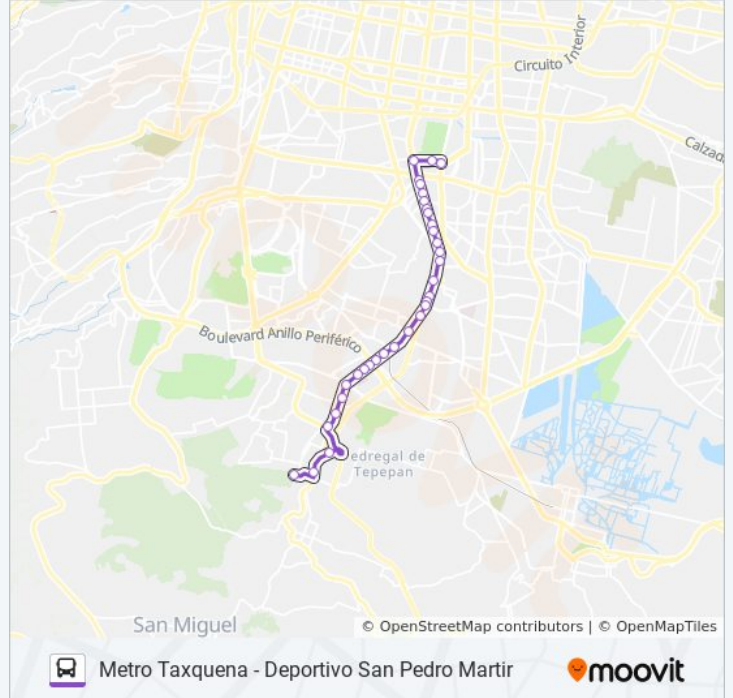 Circuito Interior
Calzad
Boulevard Anillo Periférico
edregal de
Tepepan
San Miguel
© OpenStreetMap contributors | © OpenMapTiles
Metro Taxquena - Deportivo San Pedro Martir
moovit